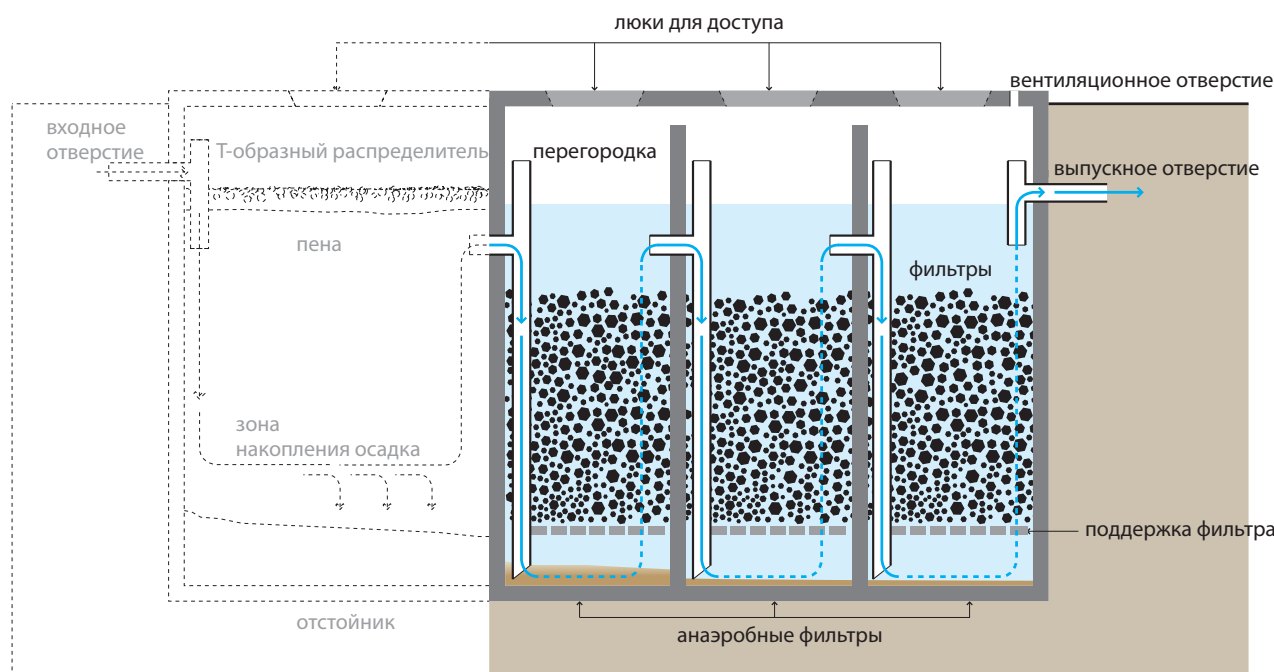 люки для доступа
вентиляционное отверстие
входное
отверстие
Т-образный распределитель
перегородка
выпускное отверстие
пена
фильтры
зона
накопления осадка
поддержка фильтра
отстойник
анаэробные фильтры